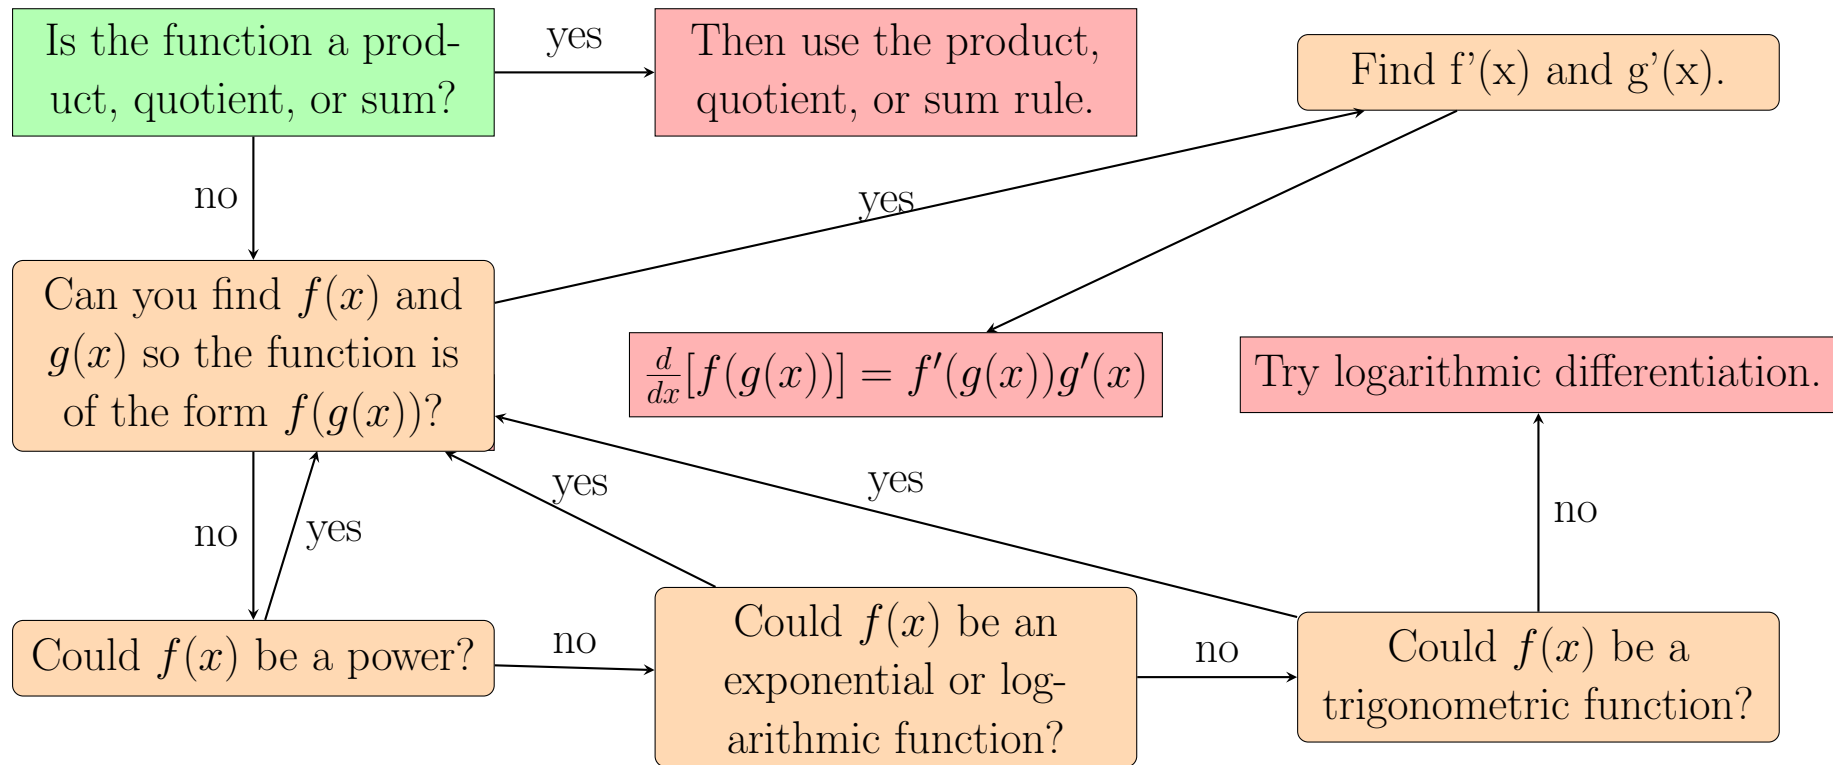 Is the function a prod-
uct, quotient, or sum?
yes
Then use the product,
quotient, or sum rule.
Find f’(x) and g’(x).
no
yes
Can you find f(x) and
g(x) so the function is
of the form f(g(x))?
d/dx[f(g(x))] = f′(g(x))g′(x)
Try logarithmic differentiation.
no
yes
yes
yes
no
Could f(x) be a power?
no
Could f(x) be an
exponential or log-
arithmic function?
no
Could f(x) be a
trigonometric function?